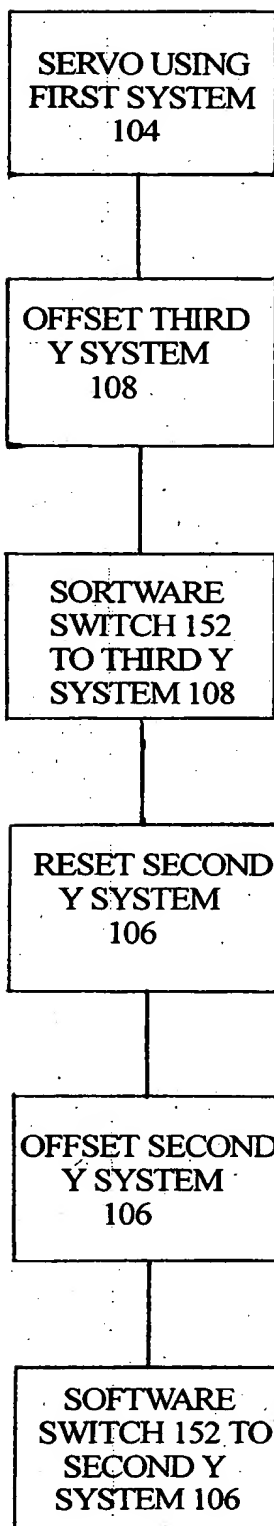 SERVO USING
FIRST SYSTEM
104
OFFSET THIRD
Y SYSTEM
108
SORTWARE
SWITCH 152
TO THIRD Y
SYSTEM 108
RESET SECOND
Y SYSTEM
106
OFFSET SECOND
Y SYSTEM
106
SOFTWARE
SWITCH 152 TO
SECOND Y
SYSTEM 106